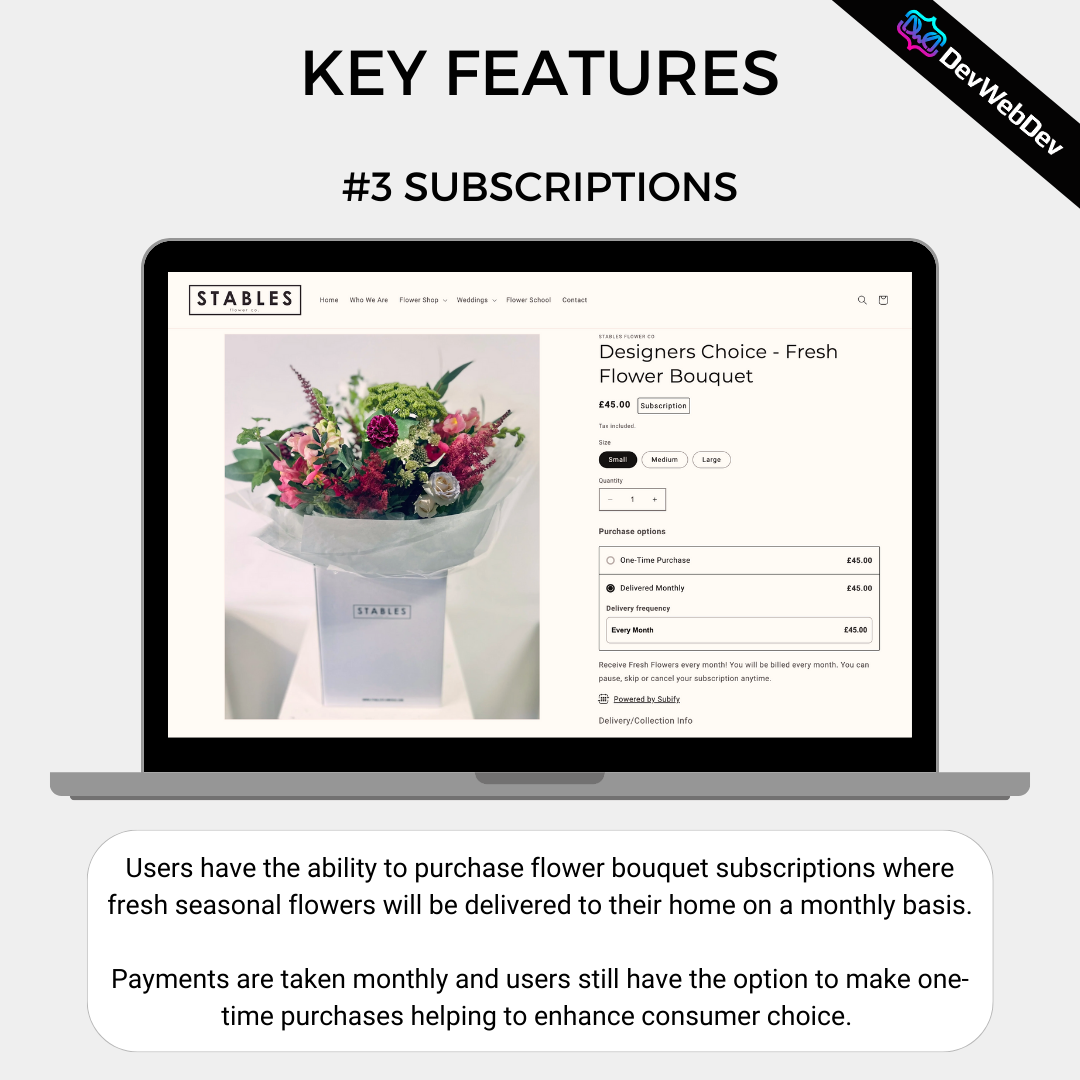 KEY FEATURES
DevWebDev
#3 SUBSCRIPTIONS
STABLES
flower co.
Home Who We Are Flower Shop Weddings Flower School Contact
STABLES FLOWER CO
Designers Choice - Fresh
Flower Bouquet
£45.00 Subscription
Tax included.
Size
Small Medium Large
Quantity
− 1 +
Purchase options
One-Time Purchase £45.00
Delivered Monthly £45.00
Delivery frequency
Every Month £45.00
Receive Fresh Flowers every month! You will be billed every month. You can
pause, skip or cancel your subscription anytime.
Powered by Subify
Delivery/Collection Info
STABLES
Users have the ability to purchase flower bouquet subscriptions where
fresh seasonal flowers will be delivered to their home on a monthly basis.
Payments are taken monthly and users still have the option to make one-
time purchases helping to enhance consumer choice.